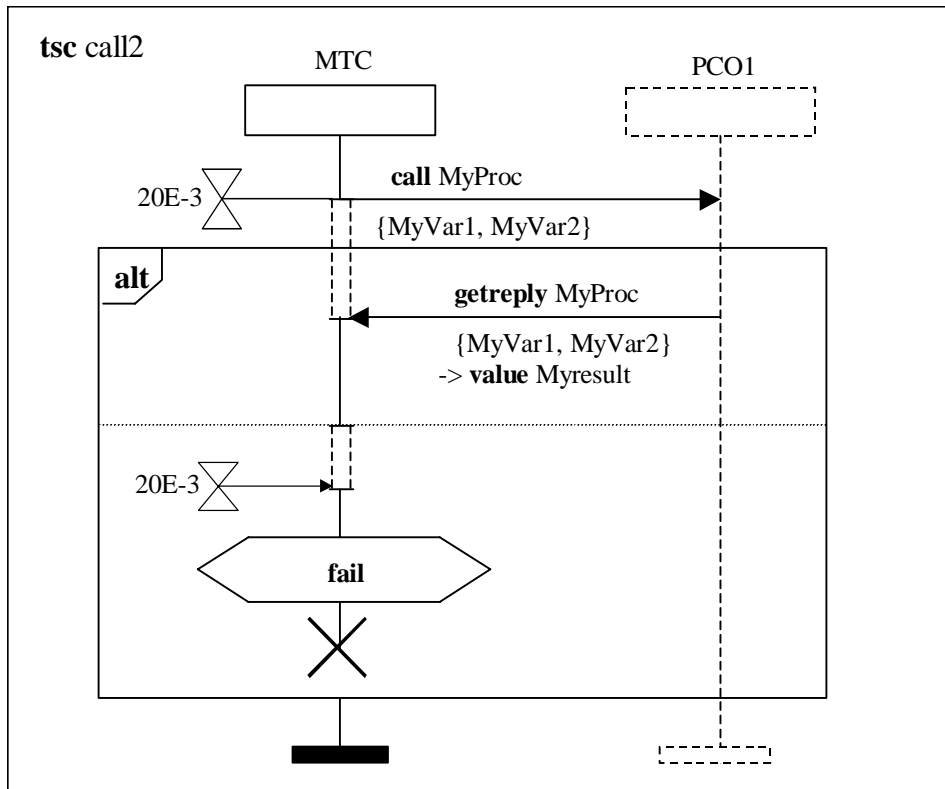 tsc call2
MTC
PCO1
call MyProc
20E-3
{MyVar1, MyVar2}
alt
getreply MyProc
{MyVar1, MyVar2}
-> value Myresult
20E-3
fail